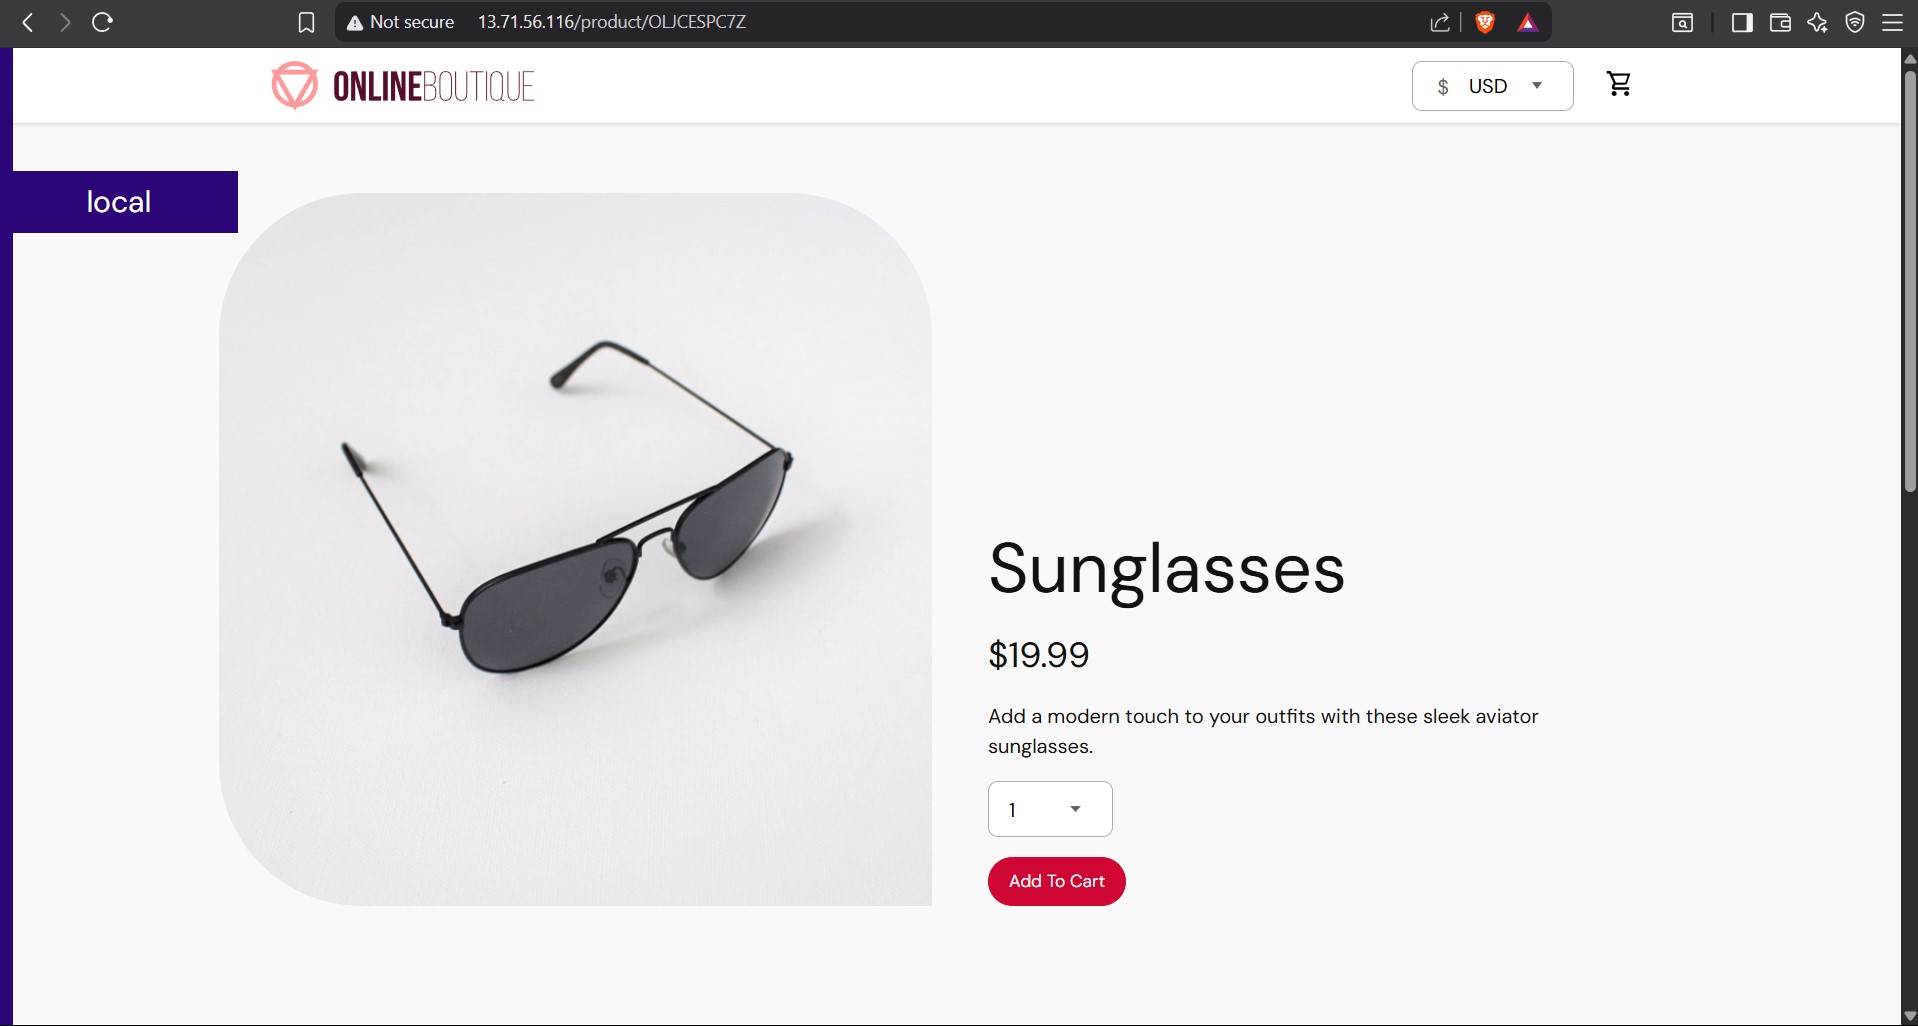 Not secure 13.71.56.116/product/OLJCESPC7Z
ONLINEBOUTIQUE
$ USD
local
Sunglasses
$19.99
Add a modern touch to your outfits with these sleek aviator
sunglasses.
1
Add To Cart